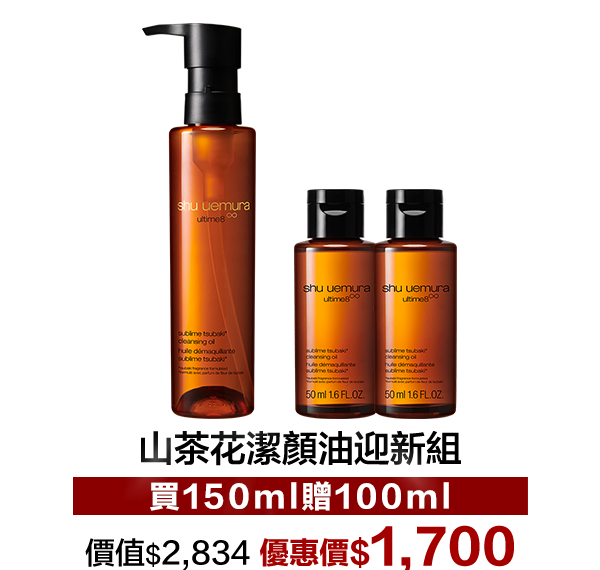 shu uemura
ultime8∞
sublime tsubaki*
cleansing oil
huile démaquillante
sublime tsubaki*
shu uemura
ultime8∞
sublime tsubaki*
cleansing oil
huile démaquillante
sublime tsubaki*
50 ml 1.6 FL.OZ.
shu uemura
ultime8∞
sublime tsubaki*
cleansing oil
huile démaquillante
sublime tsubaki*
50 ml 1.6 FL.OZ.
山茶花潔顏油迎新組
買150ml贈100ml
價值$2,834 優惠價$1,700